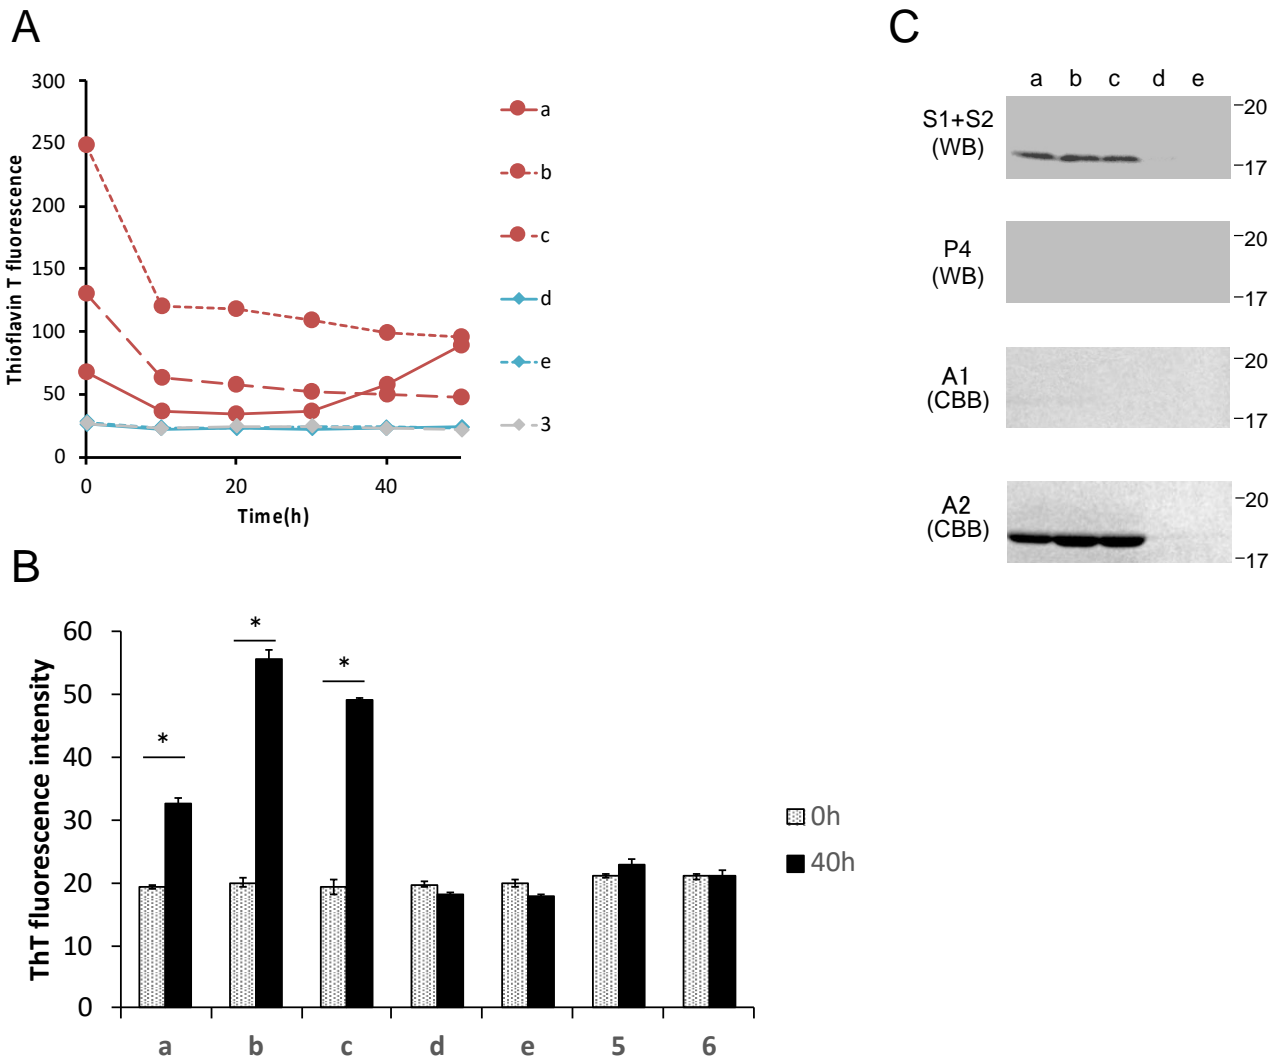 A
300
250
200
150
100
50
0
Thioflavin T fluorescence
0 20 40
Time(h)
a
b
c
d
e
3
B
60
50
40
30
20
10
0
ThT fluorescence intensity
* * *
a b c d e 5 6
0h
40h
C
a b c d e
S1+S2
(WB)
20
17
P4
(WB)
20
17
A1
(CBB)
20
17
A2
(CBB)
20
17